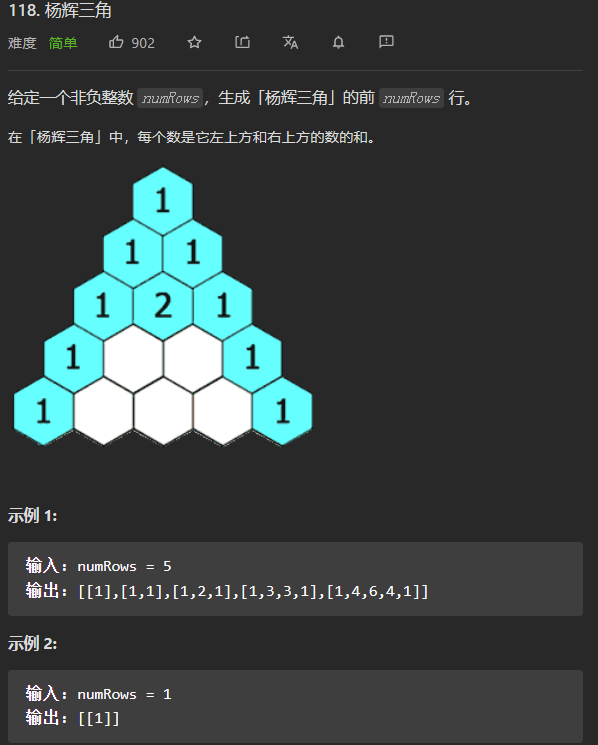 118. 杨辉三角
难度 简单 902
给定一个非负整数 numRows，生成「杨辉三角」的前 numRows 行。
在「杨辉三角」中，每个数是它左上方和右上方的数的和。
1
1 1
1 2 1
1 1
1 1
示例 1:
输入: numRows = 5
输出: [[1],[1,1],[1,2,1],[1,3,3,1],[1,4,6,4,1]]
示例 2:
输入: numRows = 1
输出: [[1]]